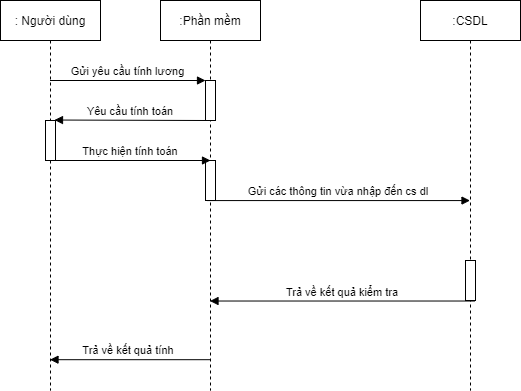 : Người dùng
:Phần mềm
:CSDL
Gửi yêu cầu tính lương
Yêu cầu tính toán
Thực hiện tính toán
Gửi các thông tin vừa nhập đến cs dl
Trả về kết quả kiểm tra
Trả về kết quả tính